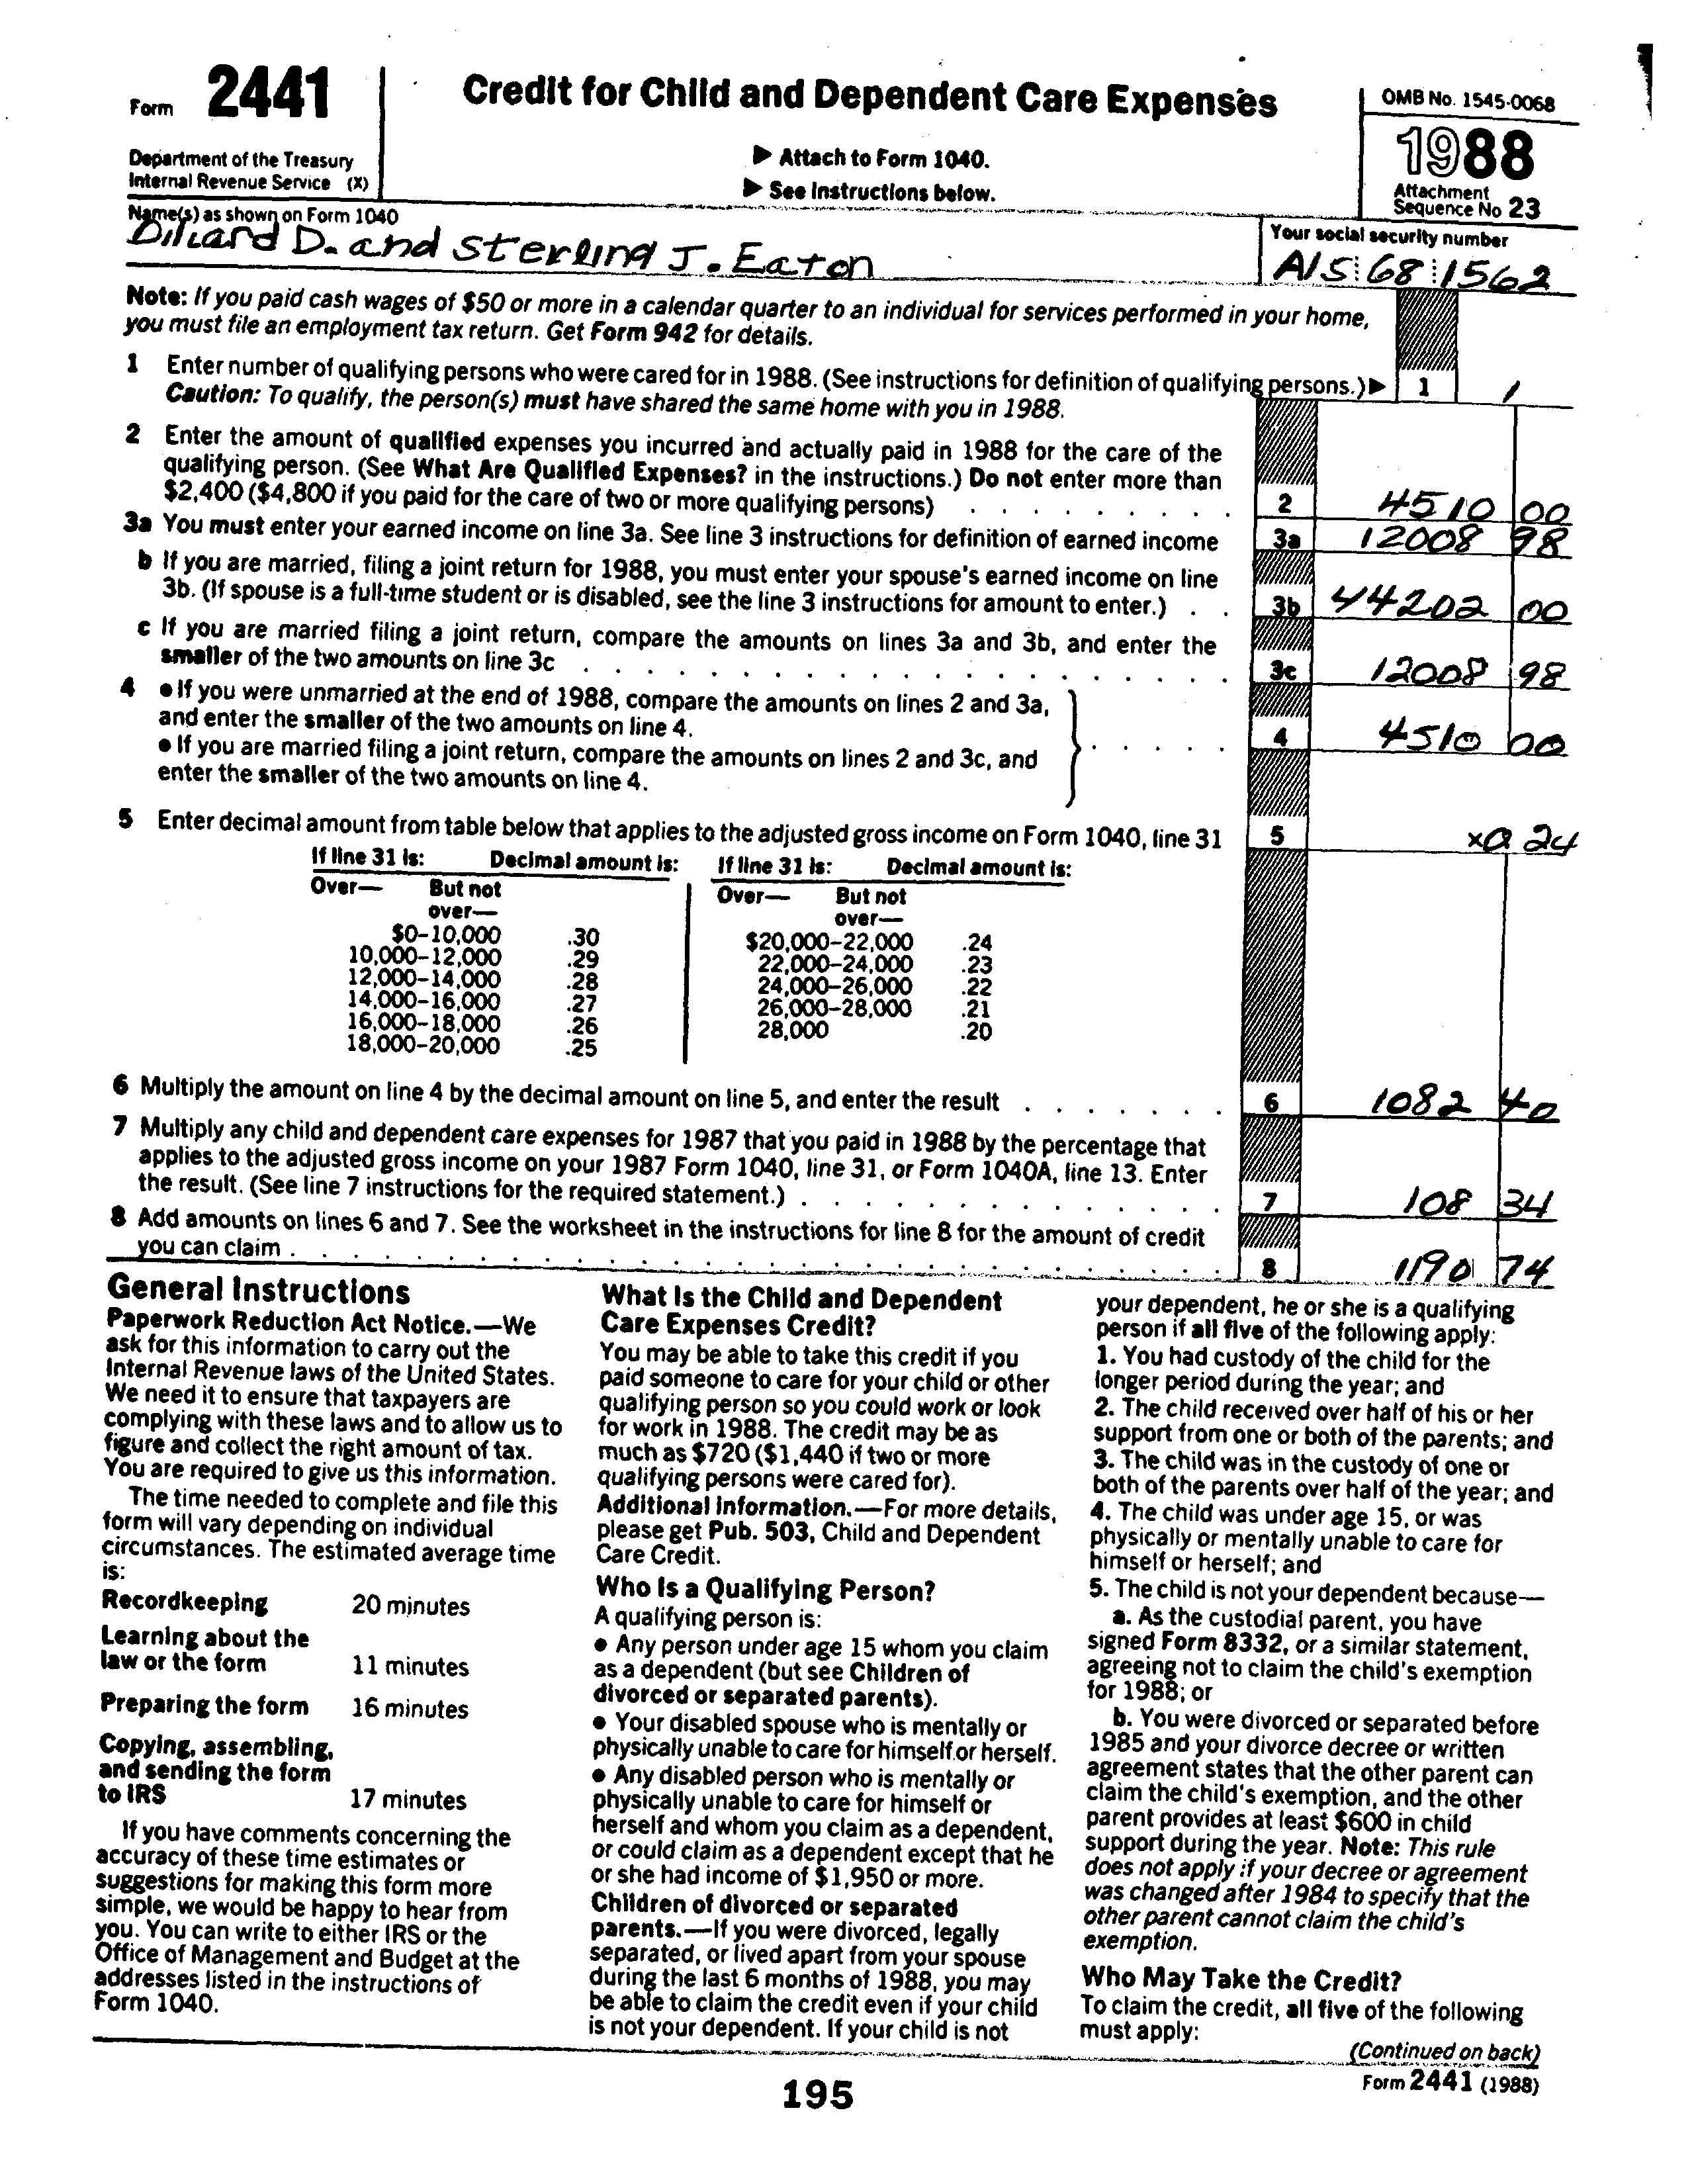 Form 2441
Department of the Treasury
Internal Revenue Service (X)
Credit for Child and Dependent Care Expenses
▶ Attach to Form 1040.
▶ See Instructions below.
OMB No. 1545-0068
1988
Attachment
Sequence No 23
Name(s) as shown on Form 1040
Dilliard D. and Sterling J. Eaton
Your social security number
A15 68 1562
Note: If you paid cash wages of $50 or more in a calendar quarter to an individual for services performed in your home,
you must file an employment tax return. Get Form 942 for details.
1 Enter number of qualifying persons who were cared for in 1988. (See instructions for definition of qualifying persons.) ▶ 1 1
Caution: To qualify, the person(s) must have shared the same home with you in 1988.
2 Enter the amount of qualified expenses you incurred and actually paid in 1988 for the care of the
qualifying person. (See What Are Qualified Expenses? in the instructions.) Do not enter more than
$2,400 ($4,800 if you paid for the care of two or more qualifying persons) . . . . . . . . . 2 4510 00
3a You must enter your earned income on line 3a. See line 3 instructions for definition of earned income 3a 12008 98
b If you are married, filing a joint return for 1988, you must enter your spouse's earned income on line
3b. (If spouse is a full-time student or is disabled, see the line 3 instructions for amount to enter.) . . 3b 44202 00
c If you are married filing a joint return, compare the amounts on lines 3a and 3b, and enter the
smaller of the two amounts on line 3c . . . . . . . . . . . . . . . . . . . . . 3c 12008 98
4 ● If you were unmarried at the end of 1988, compare the amounts on lines 2 and 3a,
and enter the smaller of the two amounts on line 4.
● If you are married filing a joint return, compare the amounts on lines 2 and 3c, and
enter the smaller of the two amounts on line 4.
. . . . . 4 4510 00
5 Enter decimal amount from table below that applies to the adjusted gross income on Form 1040, line 31 5 x0 24
If line 31 is: Decimal amount is: If line 31 is: Decimal amount is:
Over— But not over— Over— But not over—
$0–10,000 .30 $20,000–22,000 .24
10,000–12,000 .29 22,000–24,000 .23
12,000–14,000 .28 24,000–26,000 .22
14,000–16,000 .27 26,000–28,000 .21
16,000–18,000 .26 28,000 .20
18,000–20,000 .25
6 Multiply the amount on line 4 by the decimal amount on line 5, and enter the result . . . . . . . 6 1082 40
7 Multiply any child and dependent care expenses for 1987 that you paid in 1988 by the percentage that
applies to the adjusted gross income on your 1987 Form 1040, line 31, or Form 1040A, line 13. Enter
the result. (See line 7 instructions for the required statement.) . . . . . . . . . . . . . . 7 108 34
8 Add amounts on lines 6 and 7. See the worksheet in the instructions for line 8 for the amount of credit
you can claim . . . . . . . . . . . . . . . . . . . . . . . . . . . . . . 8 1190 74
General Instructions
Paperwork Reduction Act Notice.—We
ask for this information to carry out the
Internal Revenue laws of the United States.
We need it to ensure that taxpayers are
complying with these laws and to allow us to
figure and collect the right amount of tax.
You are required to give us this information.
The time needed to complete and file this
form will vary depending on individual
circumstances. The estimated average time
is:
Recordkeeping 20 minutes
Learning about the
law or the form 11 minutes
Preparing the form 16 minutes
Copying, assembling,
and sending the form
to IRS 17 minutes
If you have comments concerning the
accuracy of these time estimates or
suggestions for making this form more
simple, we would be happy to hear from
you. You can write to either IRS or the
Office of Management and Budget at the
addresses listed in the instructions of
Form 1040.
What Is the Child and Dependent
Care Expenses Credit?
You may be able to take this credit if you
paid someone to care for your child or other
qualifying person so you could work or look
for work in 1988. The credit may be as
much as $720 ($1,440 if two or more
qualifying persons were cared for).
Additional Information.—For more details,
please get Pub. 503, Child and Dependent
Care Credit.
Who Is a Qualifying Person?
A qualifying person is:
● Any person under age 15 whom you claim
as a dependent (but see Children of
divorced or separated parents).
● Your disabled spouse who is mentally or
physically unable to care for himself or herself.
● Any disabled person who is mentally or
physically unable to care for himself or
herself and whom you claim as a dependent,
or could claim as a dependent except that he
or she had income of $1,950 or more.
Children of divorced or separated
parents.—If you were divorced, legally
separated, or lived apart from your spouse
during the last 6 months of 1988, you may
be able to claim the credit even if your child
is not your dependent. If your child is not
your dependent, he or she is a qualifying
person if all five of the following apply:
1. You had custody of the child for the
longer period during the year; and
2. The child received over half of his or her
support from one or both of the parents; and
3. The child was in the custody of one or
both of the parents over half of the year; and
4. The child was under age 15, or was
physically or mentally unable to care for
himself or herself; and
5. The child is not your dependent because—
a. As the custodial parent, you have
signed Form 8332, or a similar statement,
agreeing not to claim the child's exemption
for 1988; or
b. You were divorced or separated before
1985 and your divorce decree or written
agreement states that the other parent can
claim the child's exemption, and the other
parent provides at least $600 in child
support during the year. Note: This rule
does not apply if your decree or agreement
was changed after 1984 to specify that the
other parent cannot claim the child's
exemption.
Who May Take the Credit?
To claim the credit, all five of the following
must apply:
(Continued on back)
Form 2441 (1988)
195